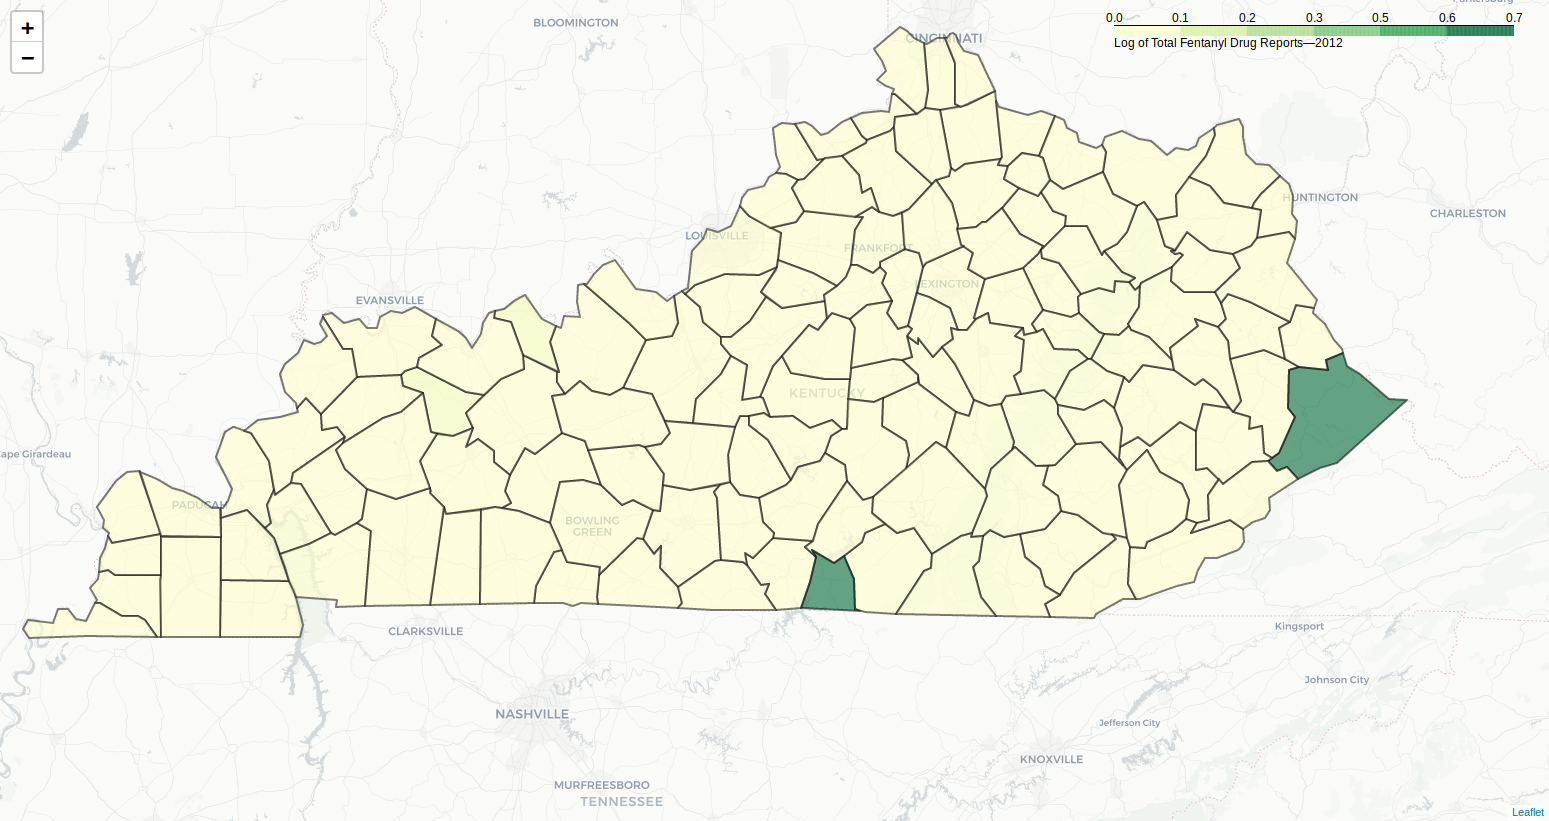 Parkersburg
BLOOMINGTON
+
−
0.0 0.1 0.2 0.3 0.5 0.6 0.7
Log of Total Fentanyl Drug Reports—2012
CINCINNATI
HUNTINGTON
CHARLESTON
LOUISVILLE
FRANKFORT
LEXINGTON
EVANSVILLE
KENTUCKY
Cape Girardeau
PADUCAH
BOWLING
GREEN
CLARKSVILLE
Kingsport
Johnson City
NASHVILLE
Jefferson City
KNOXVILLE
MURFREESBORO
TENNESSEE
Leaflet